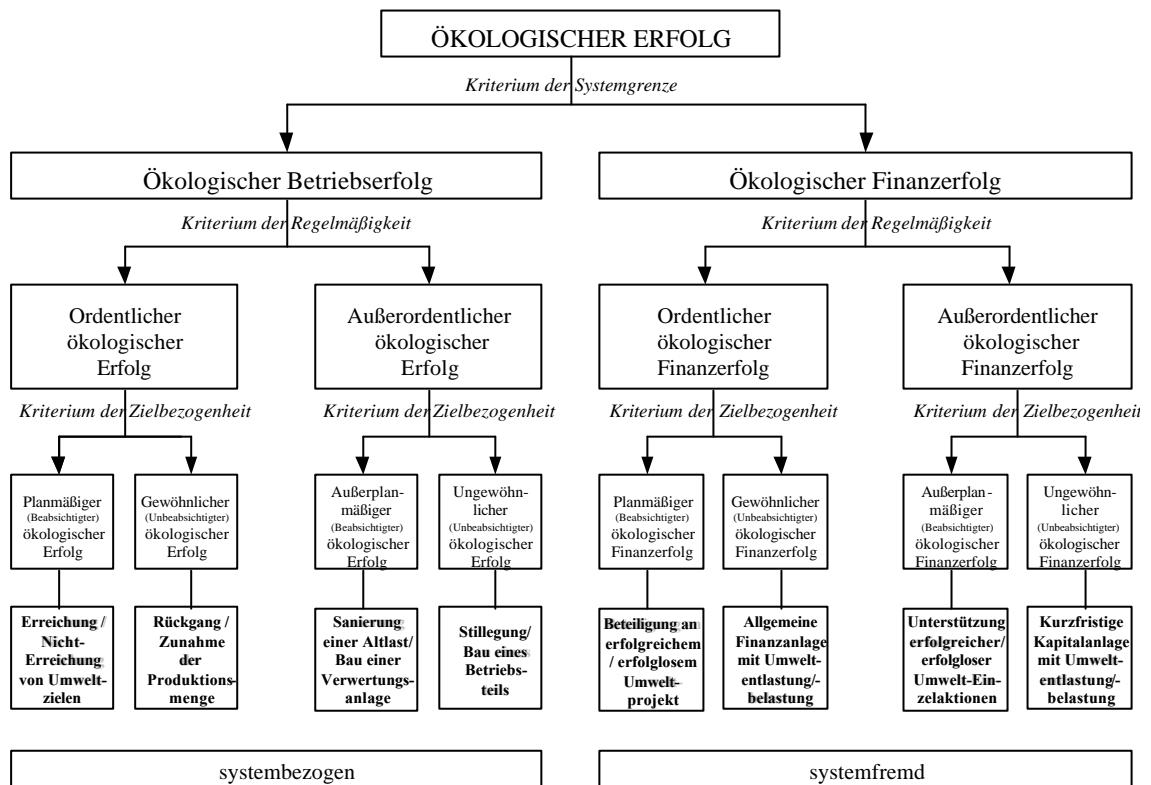 ÖKOLOGISCHER ERFOLG
Kriterium der Systemgrenze
Ökologischer Betriebserfolg
Ökologischer Finanzerfolg
Kriterium der Regelmäßigkeit
Kriterium der Regelmäßigkeit
Ordentlicher
ökologischer
Erfolg
Außerordentlicher
ökologischer
Erfolg
Ordentlicher
ökologischer
Finanzerfolg
Außerordentlicher
ökologischer
Finanzerfolg
Kriterium der Zielbezogenheit
Kriterium der Zielbezogenheit
Kriterium der Zielbezogenheit
Kriterium der Zielbezogenheit
Planmäßiger
(Beabsichtigter)
ökologischer
Erfolg
Gewöhnlicher
(Unbeabsichtigter)
ökologischer
Erfolg
Außerplan-
mäßiger
(Beabsichtigter)
ökologischer
Erfolg
Ungewöhn-
licher
(Unbeabsichtigter)
ökologischer
Erfolg
Planmäßiger
(Beabsichtigter)
ökologischer
Finanzerfolg
Gewöhnlicher
(Unbeabsichtigter)
ökologischer
Finanzerfolg
Außerplan-
mäßiger
(Beabsichtigter)
ökologischer
Finanzerfolg
Ungewöhn-
licher
(Unbeabsichtigter)
ökologischer
Finanzerfolg
Erreichung /
Nicht-
Erreichung
von Umwelt-
zielen
Rückgang /
Zunahme
der
Produktions-
menge
Sanierung
einer Altlast/
Bau einer
Verwertungs-
anlage
Stillegung/
Bau eines
Betriebs-
teils
Beteiligung an
erfolgreichem
/ erfolglosem
Umwelt-
projekt
Allgemeine
Finanzanlage
mit Umwelt-
entlastung/-
belastung
Unterstützung
erfolgreicher/
erfolgloser
Umwelt-Ein-
zelaktionen
Kurzfristige
Kapitalanlage
mit Umwelt-
entlastung/-
belastung
systembezogen
systemfremd